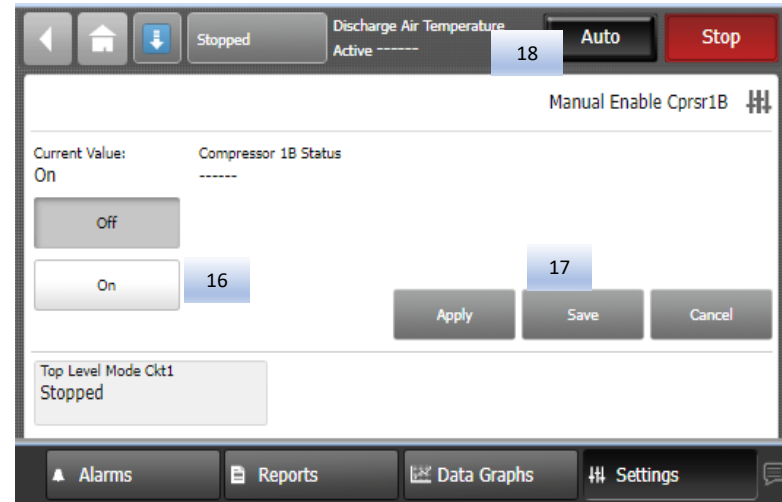 Stopped
Discharge Air Temperature
Active ------
18
Auto
Stop
Manual Enable Cprsr1B
Current Value:
On
Compressor 1B Status
------
Off
On
16
17
Apply
Save
Cancel
Top Level Mode Ckt1
Stopped
Alarms
Reports
Data Graphs
Settings